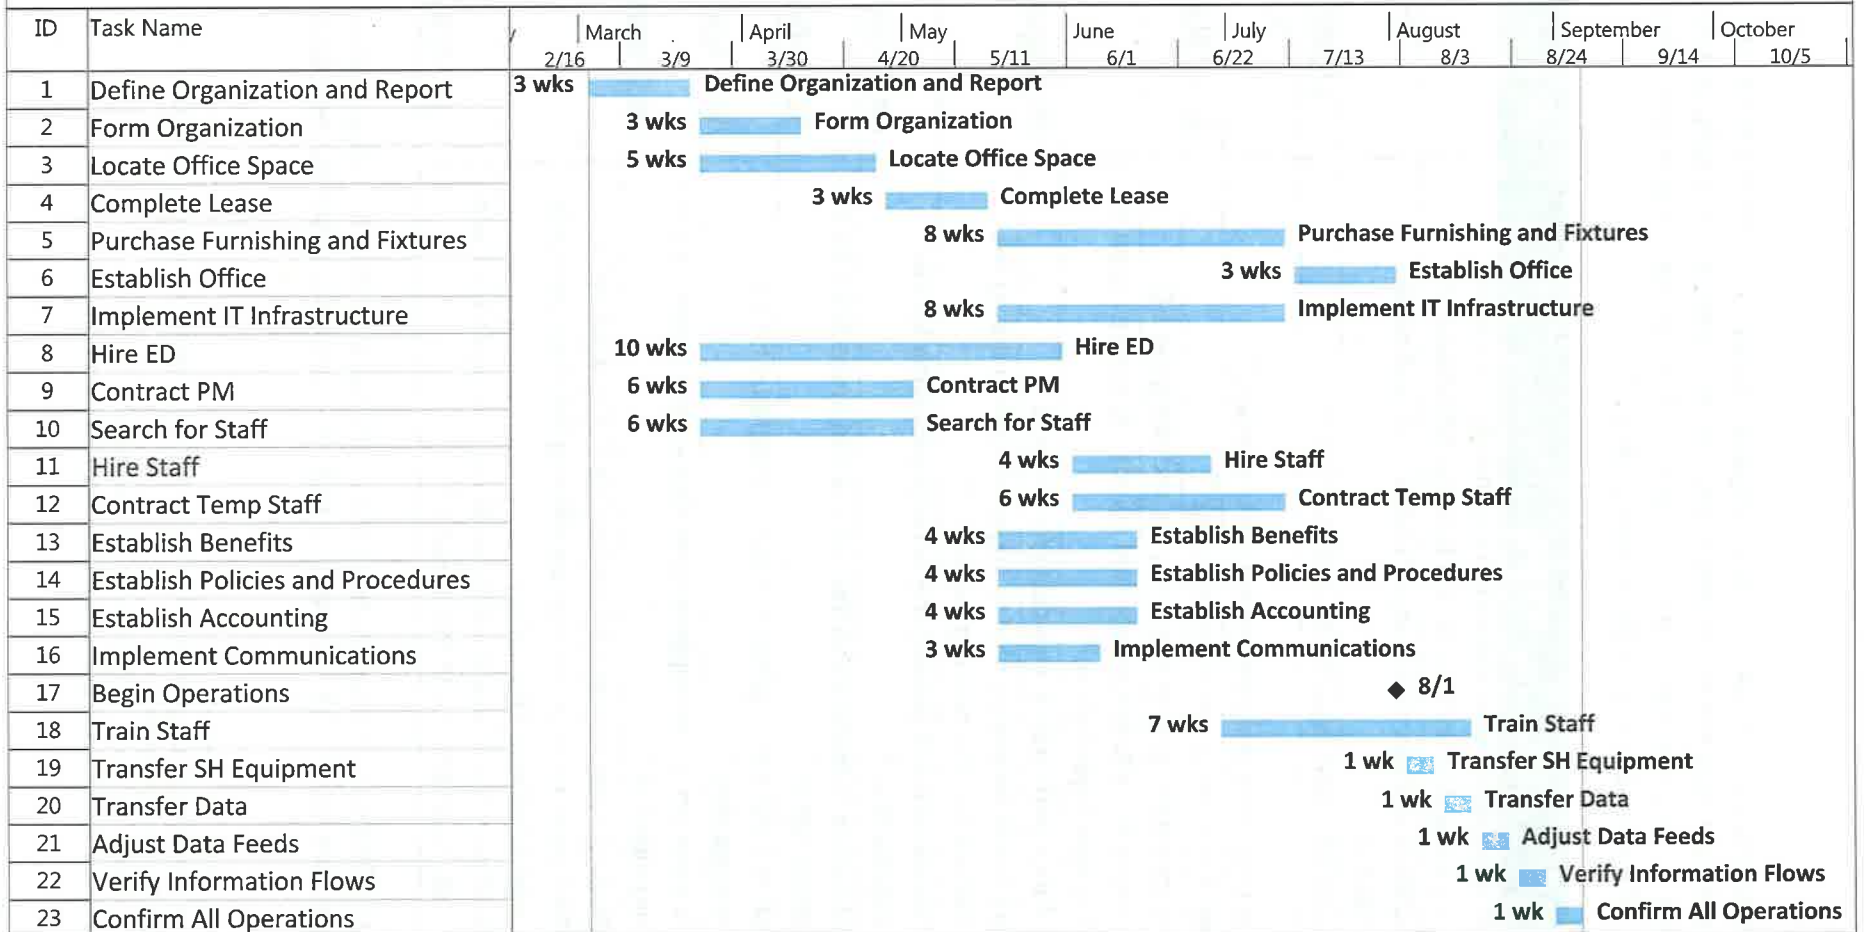 ID Task Name March April May June July August September October
2/16 3/9 3/30 4/20 5/11 6/1 6/22 7/13 8/3 8/24 9/14 10/5
1 Define Organization and Report 3 wks Define Organization and Report
2 Form Organization 3 wks Form Organization
3 Locate Office Space 5 wks Locate Office Space
4 Complete Lease 3 wks Complete Lease
5 Purchase Furnishing and Fixtures 8 wks Purchase Furnishing and Fixtures
6 Establish Office 3 wks Establish Office
7 Implement IT Infrastructure 8 wks Implement IT Infrastructure
8 Hire ED 10 wks Hire ED
9 Contract PM 6 wks Contract PM
10 Search for Staff 6 wks Search for Staff
11 Hire Staff 4 wks Hire Staff
12 Contract Temp Staff 6 wks Contract Temp Staff
13 Establish Benefits 4 wks Establish Benefits
14 Establish Policies and Procedures 4 wks Establish Policies and Procedures
15 Establish Accounting 4 wks Establish Accounting
16 Implement Communications 3 wks Implement Communications
17 Begin Operations 8/1
18 Train Staff 7 wks Train Staff
19 Transfer SH Equipment 1 wk Transfer SH Equipment
20 Transfer Data 1 wk Transfer Data
21 Adjust Data Feeds 1 wk Adjust Data Feeds
22 Verify Information Flows 1 wk Verify Information Flows
23 Confirm All Operations 1 wk Confirm All Operations